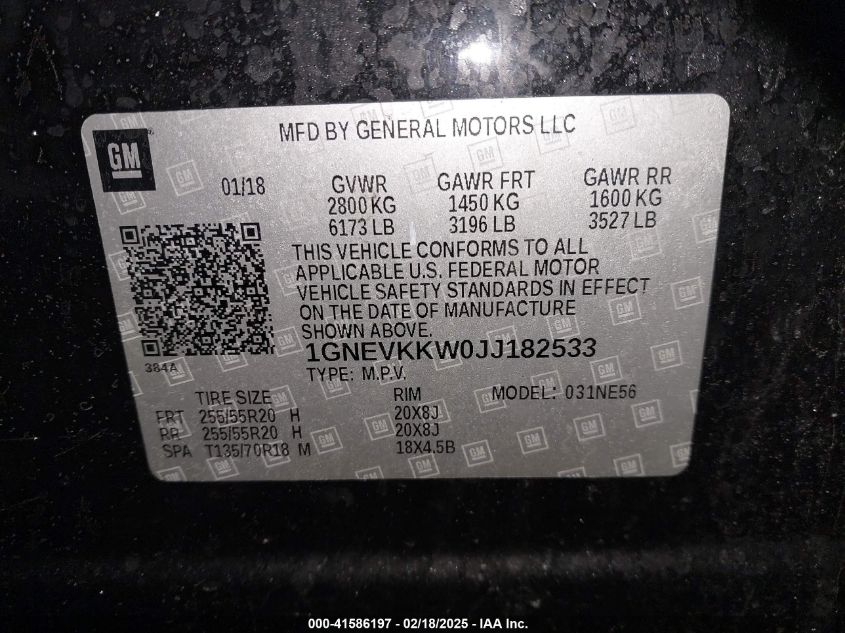 MFD BY GENERAL MOTORS LLC
GM
01/18 GVWR GAWR FRT GAWR RR
2800 KG 1450 KG 1600 KG
6173 LB 3196 LB 3527 LB
THIS VEHICLE CONFORMS TO ALL
APPLICABLE U.S. FEDERAL MOTOR
VEHICLE SAFETY STANDARDS IN EFFECT
ON THE DATE OF MANUFACTURE
SHOWN ABOVE.
1GNEVKKW0JJ182533
384A
TYPE: M.P.V. MODEL: 031NE56
TIRE SIZE RIM
FRT 255/55R20 H 20X8J
RR 255/55R20 H 20X8J
SPA T135/70R18 M 18X4.5B
000-41586197 - 02/18/2025 - IAA Inc.